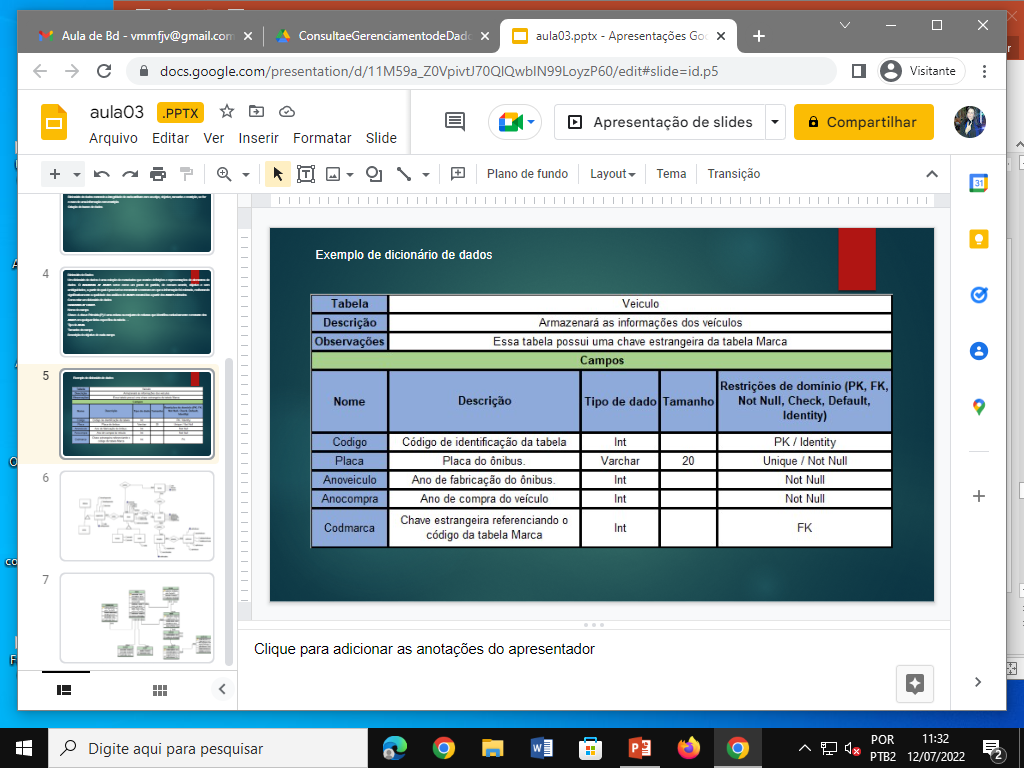 Aula de Bd - vmmfjv@gmail.com
ConsultaeGerenciamentodeDado
aula03.pptx - Apresentações Goo
docs.google.com/presentation/d/11M59a_Z0VpivtJ70QIQwbIN99LoyzP60/edit#slide=id.p5
Visitante
aula03 .PPTX
Arquivo Editar Ver Inserir Formatar Slide
Apresentação de slides
Compartilhar
Plano de fundo Layout Tema Transição
31
4
5
6
7
Exemplo de dicionário de dados
Tabela Veiculo
Descrição Armazenará as informações dos veículos
Observações Essa tabela possui uma chave estrangeira da tabela Marca
Campos
Nome Descrição Tipo de dado Tamanho Restrições de domínio (PK, FK, Not Null, Check, Default, Identity)
Codigo Código de identificação da tabela Int PK / Identity
Placa Placa do ônibus. Varchar 20 Unique / Not Null
Anoveiculo Ano de fabricação do ônibus. Int Not Null
Anocompra Ano de compra do veículo Int Not Null
Codmarca Chave estrangeira referenciando o código da tabela Marca Int FK
Clique para adicionar as anotações do apresentador
Digite aqui para pesquisar
POR
PTB2
11:32
12/07/2022
2